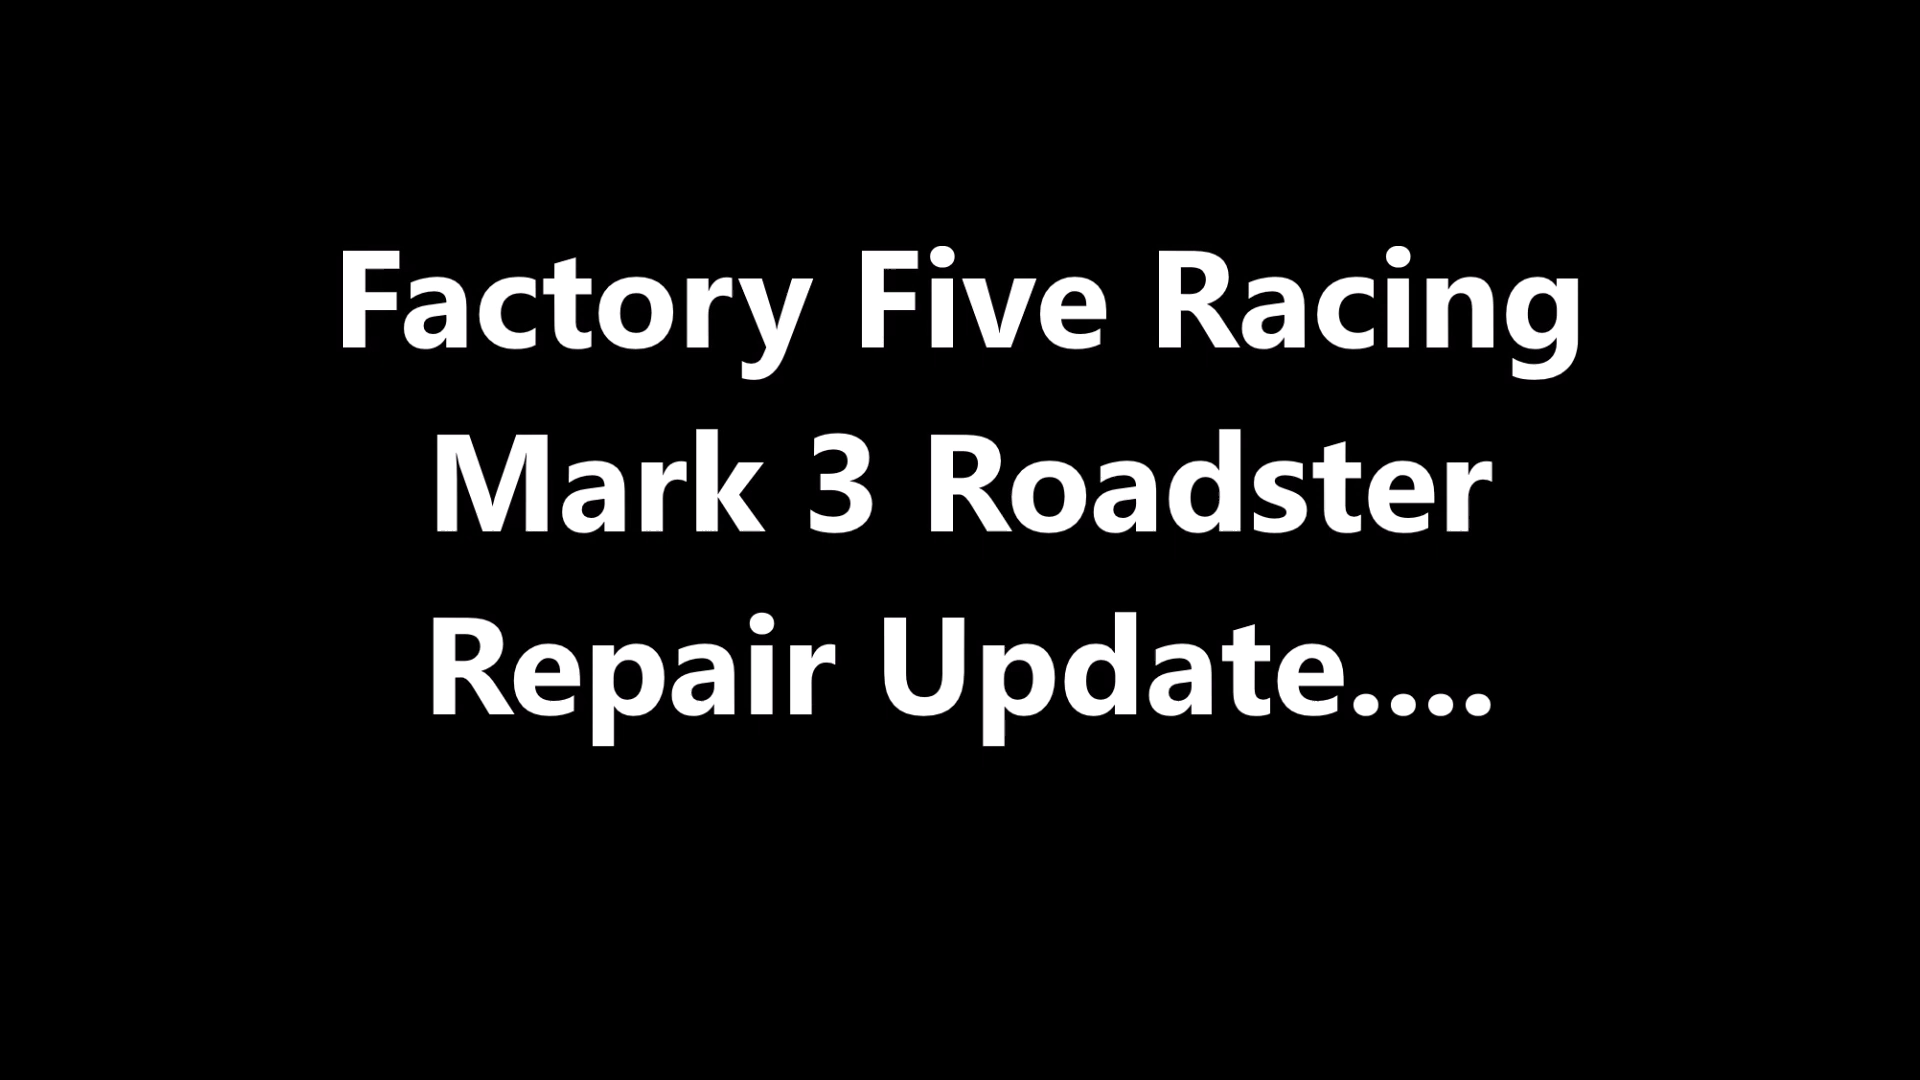 Factory Five Racing
Mark 3 Roadster
Repair Update....